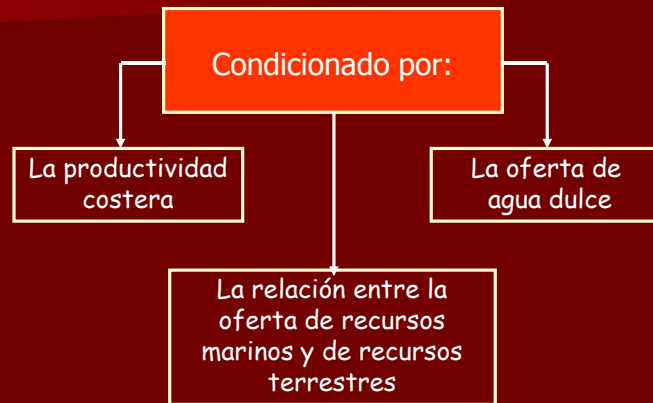 Condicionado por:
La productividad
costera
La oferta de
agua dulce
La relación entre la
oferta de recursos
marinos y de recursos
terrestres